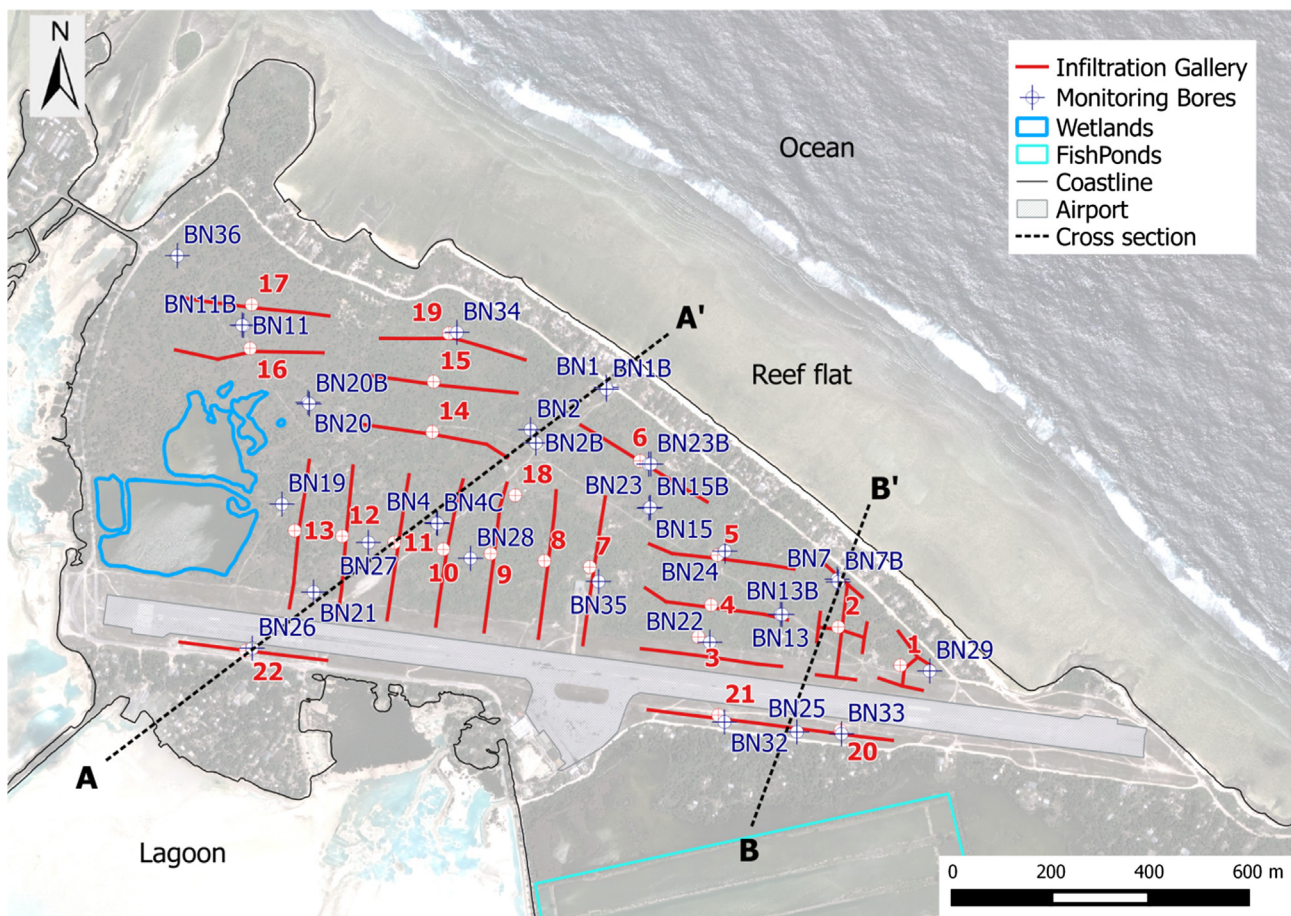 N
Infiltration Gallery
Monitoring Bores
Wetlands
FishPonds
Coastline
Airport
Cross section
Ocean
Reef flat
BN36
17
BN11B
BN11
16
19
BN34
15
14
BN20B
BN20
A'
BN1
BN1B
BN2
BN2B
6
BN23B
BN23
BN15B
BN15
18
B'
BN19
13
12
BN4
BN4C
11
BN27
10
BN28
9
8
7
BN35
5
BN24
BN7
BN7B
BN13B
BN13
4
2
BN22
3
1
BN29
BN21
BN26
22
21
BN25
BN33
BN32
20
A
B
Lagoon
0 200 400 600 m